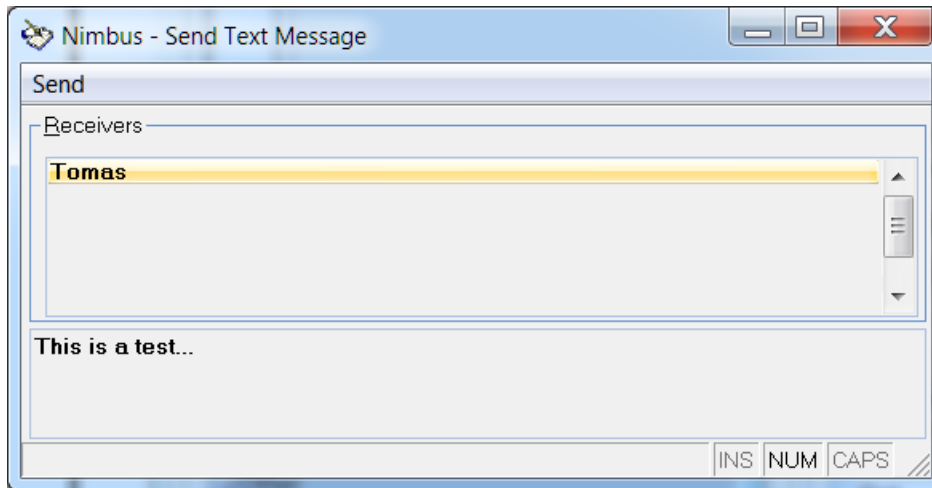 Nimbus - Send Text Message
Send
Receivers
Tomas
This is a test...
INS NUM CAPS